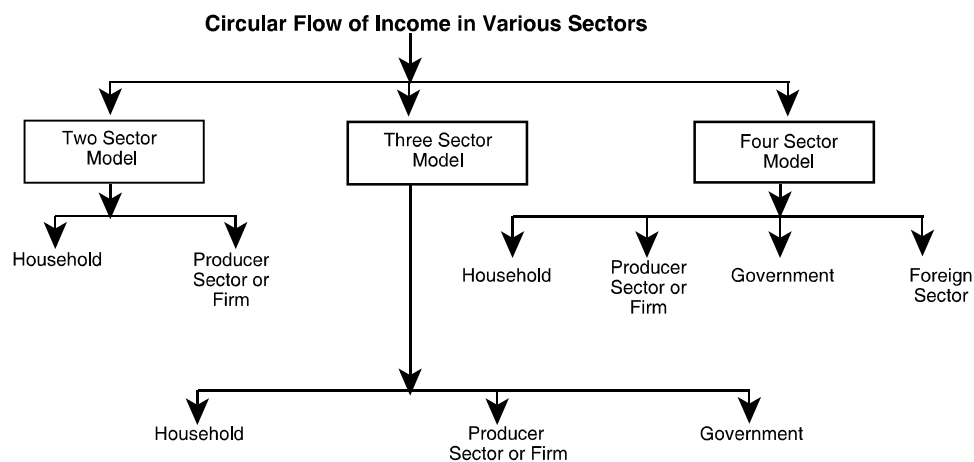 Circular Flow of Income in Various Sectors
Two Sector
Model
Three Sector
Model
Four Sector
Model
Household
Producer
Sector or
Firm
Household
Producer
Sector or
Firm
Government
Foreign
Sector
Household
Producer
Sector or Firm
Government